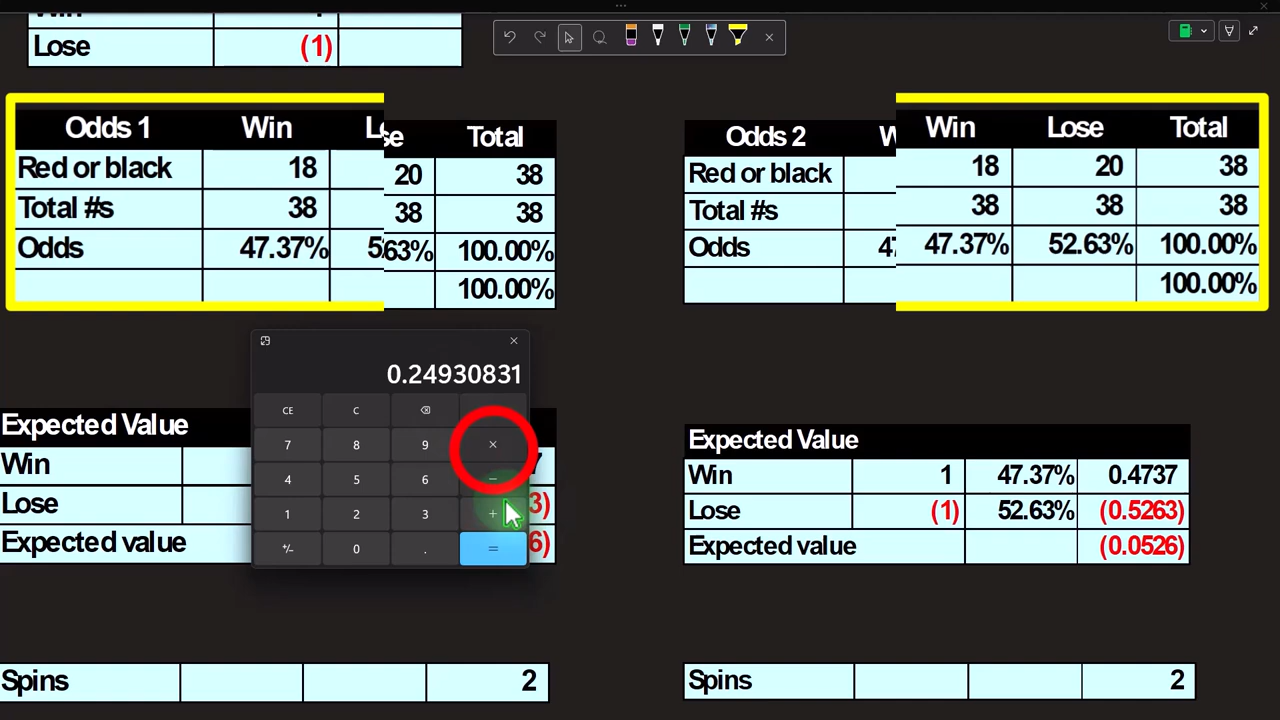 Lose (1)
Odds 1 Win
Red or black 18
Total #s 38
Odds 47.37%
Total
20 38
38 38
100.00%
100.00%
Odds 2
Red or black
Total #s
Odds
Win Lose Total
18 20 38
38 38 38
47.37% 52.63% 100.00%
100.00%
0.24930831
CE C
7 8 9 ×
4 5 6 −
1 2 3 +
+/− 0 . =
Expected Value
Win
Lose
Expected value
Expected Value
Win 1 47.37% 0.4737
Lose (1) 52.63% (0.5263)
Expected value (0.0526)
Spins 2
Spins 2